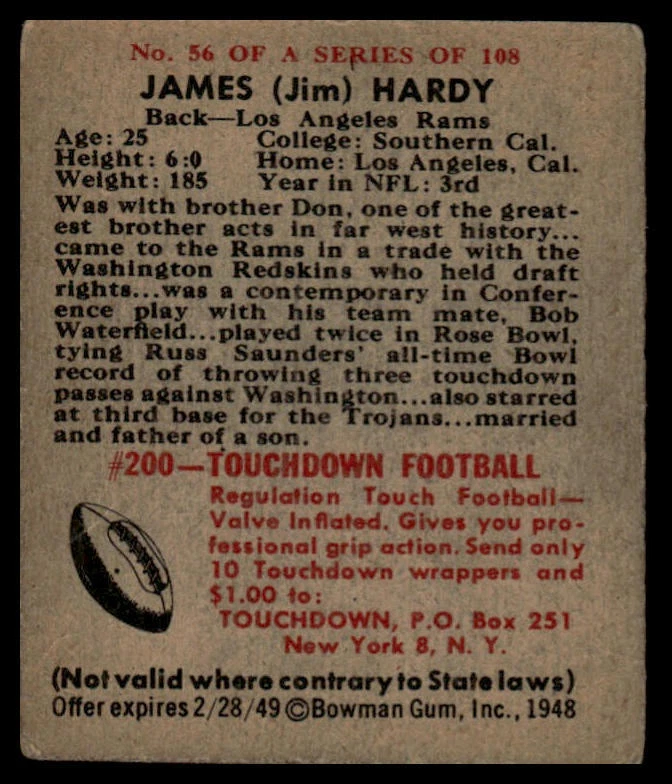 No. 56 OF A SERIES OF 108
JAMES (Jim) HARDY
Back—Los Angeles Rams
Age: 25 College: Southern Cal.
Height: 6:0 Home: Los Angeles, Cal.
Weight: 185 Year in NFL: 3rd
Was with brother Don, one of the great-
est brother acts in far west history...
came to the Rams in a trade with the
Washington Redskins who held draft
rights...was a contemporary in Confer-
ence play with his team mate, Bob
Waterfield...played twice in Rose Bowl,
tying Russ Saunders' all-time Bowl
record of throwing three touchdown
passes against Washington...also starred
at third base for the Trojans...married
and father of a son.
#200—TOUCHDOWN FOOTBALL
Regulation Touch Football—
Valve Inflated. Gives you pro-
fessional grip action. Send only
10 Touchdown wrappers and
$1.00 to:
TOUCHDOWN, P.O. Box 251
New York 8, N. Y.
(Not valid where contrary to State laws)
Offer expires 2/28/49 ©Bowman Gum, Inc., 1948